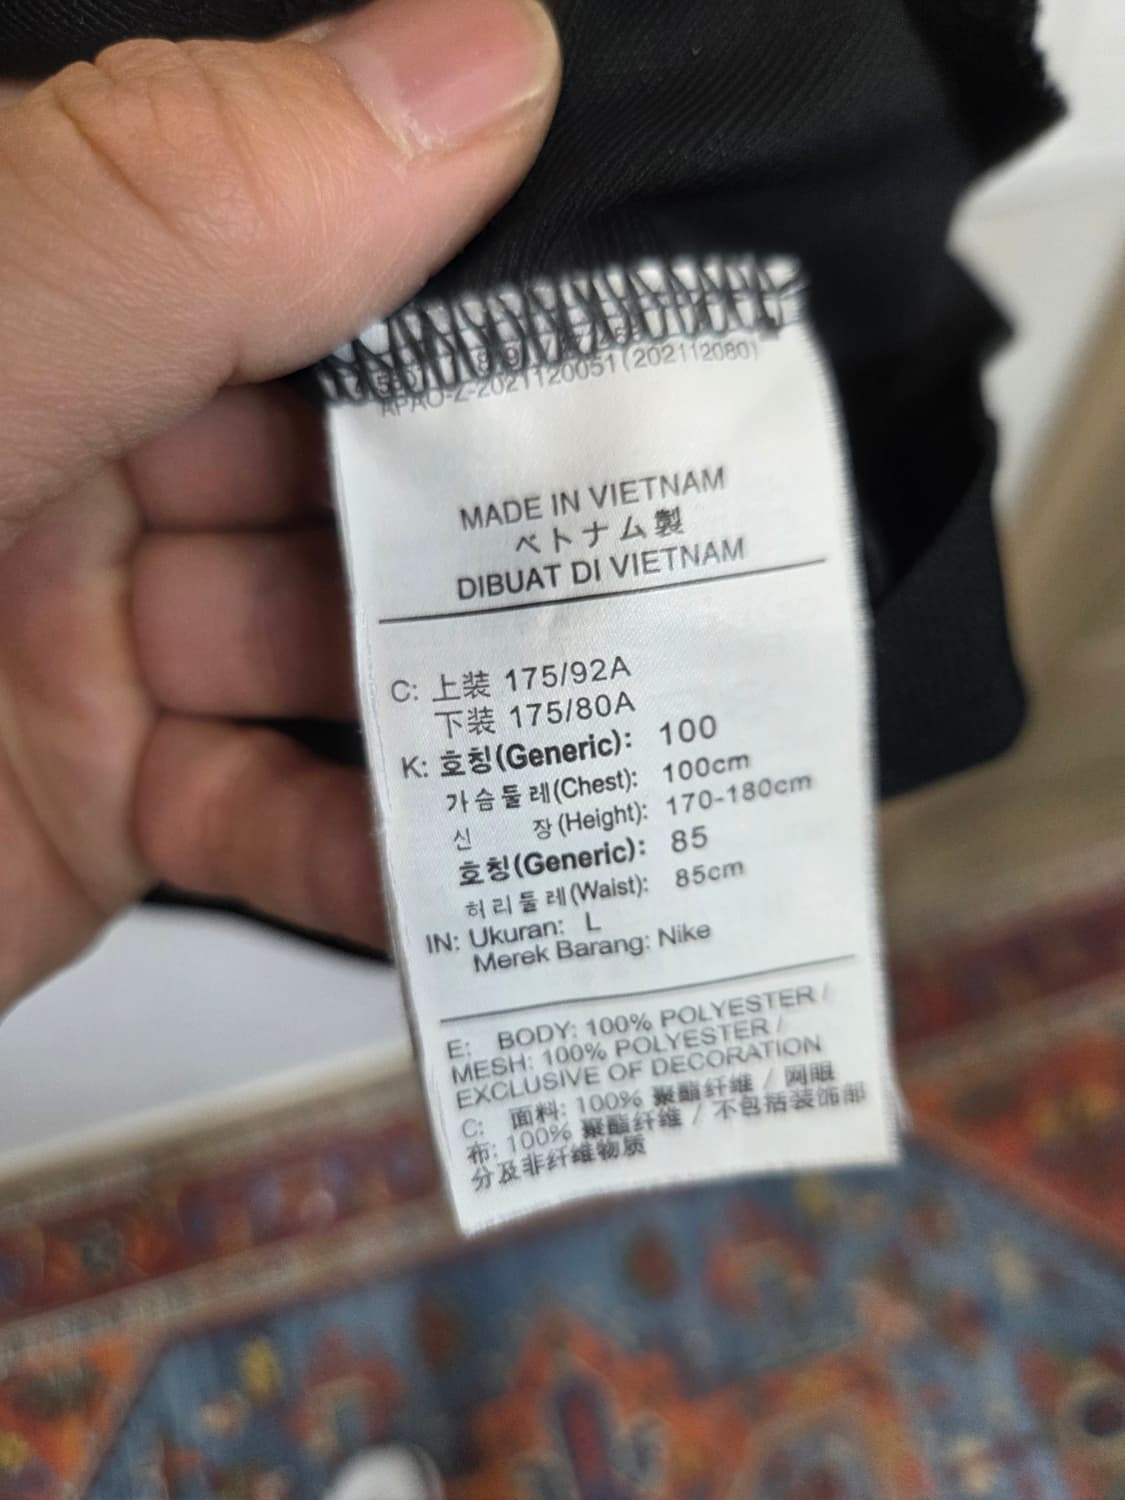 APAO-Z-2021120051 (202112080)
MADE IN VIETNAM
ベトナム製
DIBUAT DI VIETNAM
C: 上装 175/92A
下装 175/80A
K: 호칭(Generic): 100
가슴둘레(Chest): 100cm
신 장(Height): 170-180cm
호칭(Generic): 85
허리둘레(Waist): 85cm
IN: Ukuran: L
Merek Barang: Nike
E: BODY: 100% POLYESTER /
MESH: 100% POLYESTER /
EXCLUSIVE OF DECORATION
C: 面料: 100% 聚酯纤维 / 网眼
布: 100% 聚酯纤维 / 不包括装饰部
分及非纤维物质